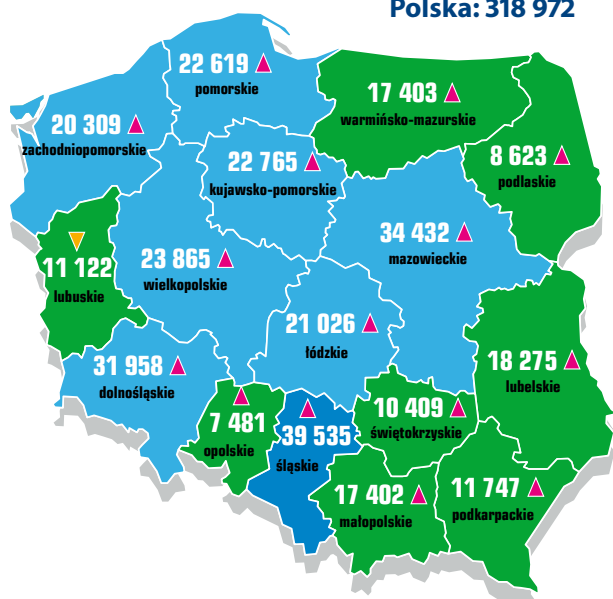 Polska: 318 972
22 619
pomorskie
17 403
warmińsko-mazurskie
20 309
zachodniopomorskie
22 765
kujawsko-pomorskie
8 623
podlaskie
34 432
mazowieckie
11 122
lubuskie
23 865
wielkopolskie
21 026
łódzkie
31 958
dolnośląskie
18 275
lubelskie
7 481
opolskie
39 535
śląskie
10 409
świętokrzyskie
17 402
małopolskie
11 747
podkarpackie